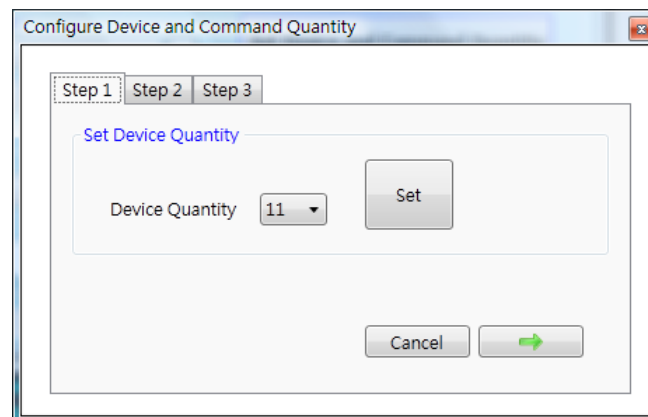 Configure Device and Command Quantity
Step 1 Step 2 Step 3
Set Device Quantity
Device Quantity 11 Set
Cancel